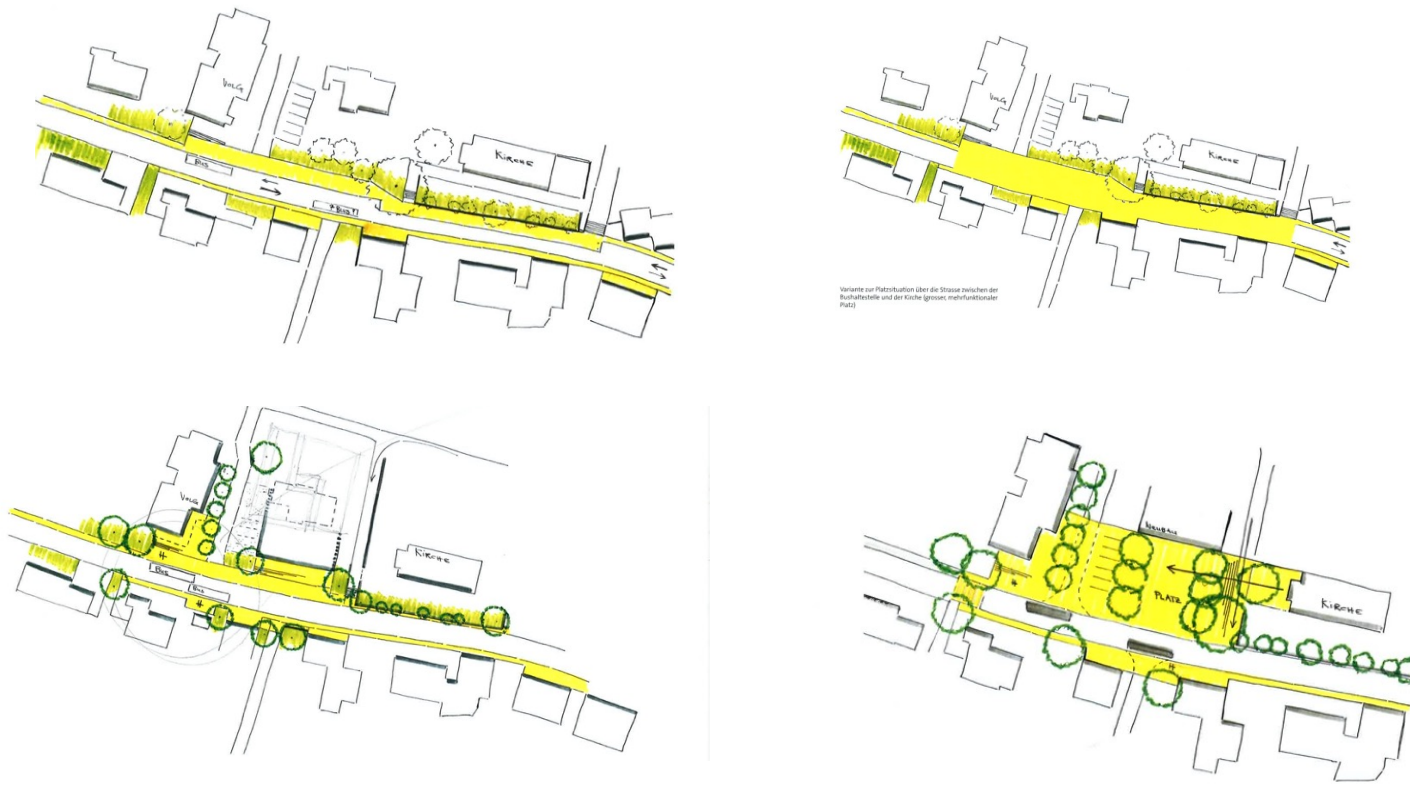 VOLG
BUS
BUS
KIRCHE
VOLG
KIRCHE
Variante zur Platzsituation über die Strasse zwischen der
Bushaltestelle und der Kirche (grosser, mehrfunktionaler
Platz)
VOLG
H
BUS
BUS
H
KIRCHE
NEUBAU
H
PLATZ
KIRCHE
H